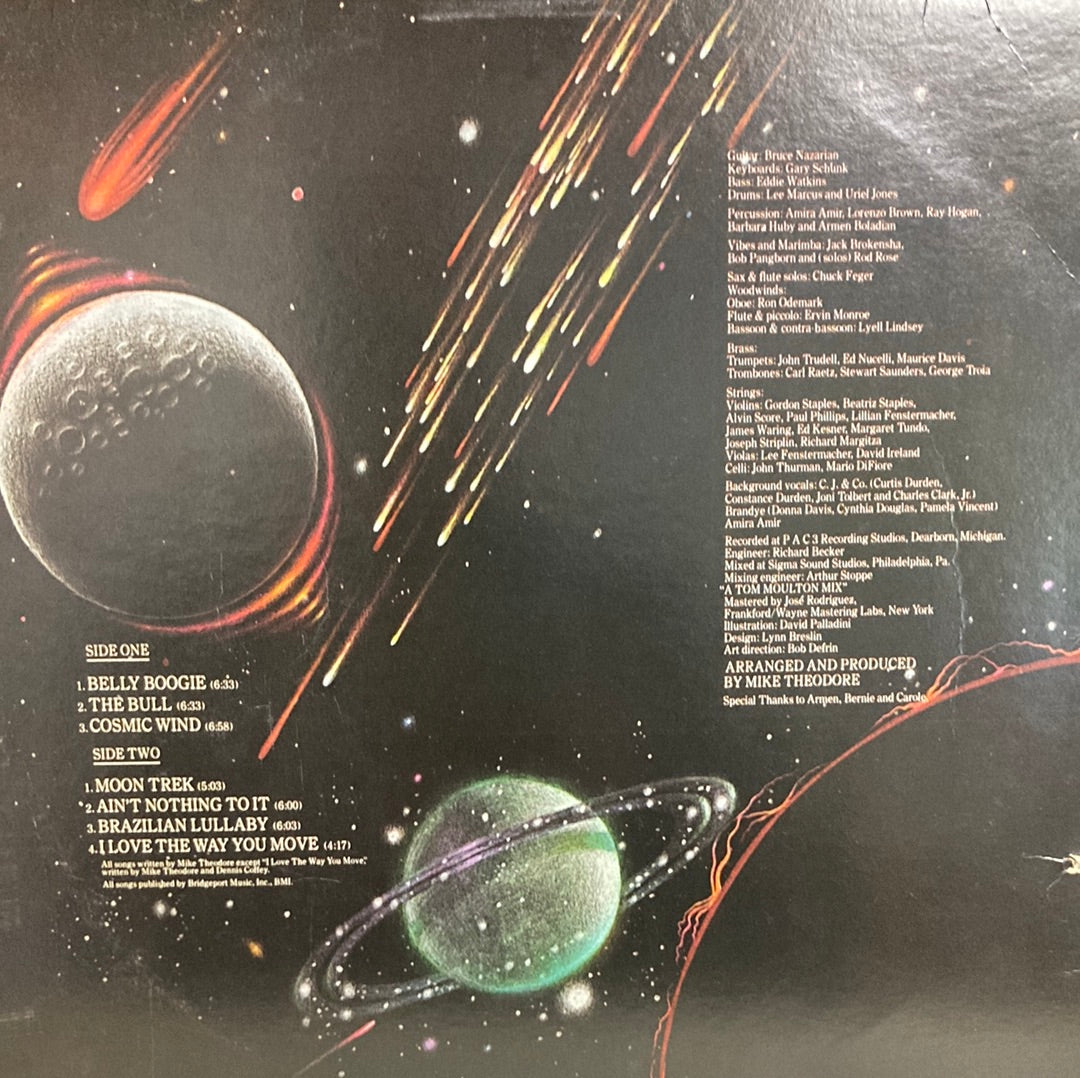 Guitar: Bruce Nazarian
Keyboards: Gary Schunk
Bass: Eddie Watkins
Drums: Lee Marcus and Uriel Jones
Percussion: Amira Amir, Lorenzo Brown, Ray Hogan,
Barbara Huby and Armen Boladian
Vibes and Marimba: Jack Brokensha,
Bob Pangborn and (solos) Rod Rose
Sax & flute solos: Chuck Feger
Woodwinds:
Oboe: Ron Odemark
Flute & piccolo: Ervin Monroe
Bassoon & contra-bassoon: Lyell Lindsey
Brass:
Trumpets: John Trudell, Ed Nucelli, Maurice Davis
Trombones: Carl Raetz, Stewart Saunders, George Troia
Strings:
Violins: Gordon Staples, Beatriz Staples,
Alvin Score, Paul Phillips, Lillian Fenstermacher,
James Waring, Ed Kesner, Margaret Tundo,
Joseph Striplin, Richard Margitza
Violas: Lee Fenstermacher, David Ireland
Celli: John Thurman, Mario DiFiore
Background vocals: C. J. & Co. (Curtis Durden,
Constance Durden, Joni Tolbert and Charles Clark, Jr.)
Brandye (Donna Davis, Cynthia Douglas, Pamela Vincent)
Amira Amir
Recorded at P A C 3 Recording Studios, Dearborn, Michigan.
Engineer: Richard Becker
Mixed at Sigma Sound Studios, Philadelphia, Pa.
Mixing engineer: Arthur Stoppe
"A TOM MOULTON MIX"
Mastered by José Rodriguez,
Frankford/Wayne Mastering Labs, New York
Illustration: David Palladini
Design: Lynn Breslin
Art direction: Bob Defrin
ARRANGED AND PRODUCED
BY MIKE THEODORE
Special Thanks to Armen, Bernie and Carole
SIDE ONE
1. BELLY BOOGIE (6:33)
2. THE BULL (6:33)
3. COSMIC WIND (6:58)
SIDE TWO
1. MOON TREK (5:03)
*2. AIN'T NOTHING TO IT (6:00)
3. BRAZILIAN LULLABY (6:03)
4. I LOVE THE WAY YOU MOVE (4:17)
All songs written by Mike Theodore except "I Love The Way You Move,"
written by Mike Theodore and Dennis Coffey.
All songs published by Bridgeport Music, Inc., BMI.